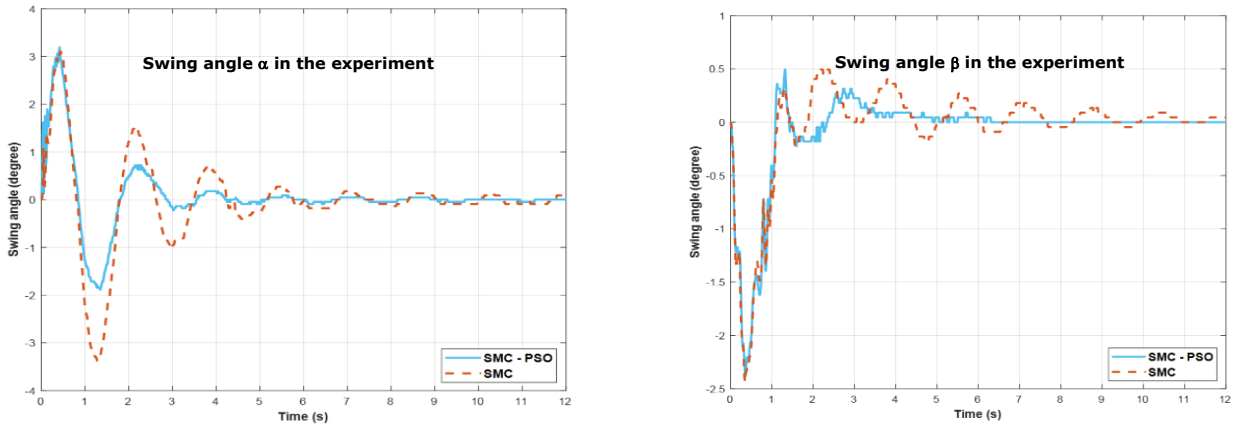 Swing angle α in the experiment
Swing angle (degree)
4
3
2
1
0
-1
-2
-3
-4
0 1 2 3 4 5 6 7 8 9 10 11 12
Time (s)
SMC - PSO
SMC
Swing angle β in the experiment
Swing angle (degree)
1
0.5
0
-0.5
-1
-1.5
-2
-2.5
0 1 2 3 4 5 6 7 8 9 10 11 12
Time (s)
SMC - PSO
SMC